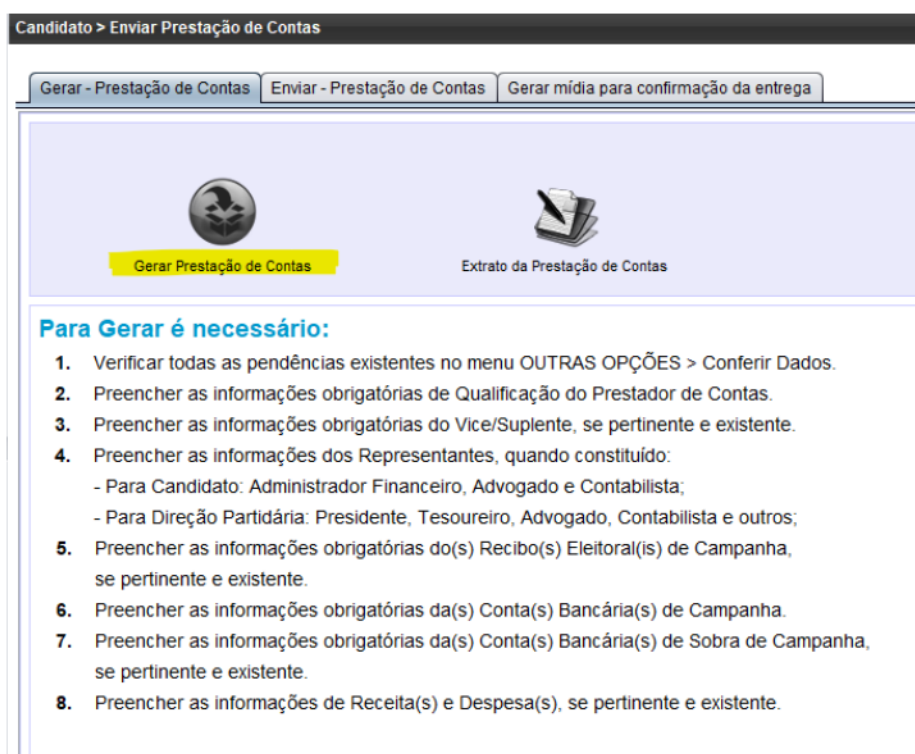 Candidato > Enviar Prestação de Contas
Gerar - Prestação de Contas Enviar - Prestação de Contas Gerar mídia para confirmação da entrega
Gerar Prestação de Contas Extrato da Prestação de Contas
Para Gerar é necessário:
1. Verificar todas as pendências existentes no menu OUTRAS OPÇÕES > Conferir Dados.
2. Preencher as informações obrigatórias de Qualificação do Prestador de Contas.
3. Preencher as informações obrigatórias do Vice/Suplente, se pertinente e existente.
4. Preencher as informações dos Representantes, quando constituído:
- Para Candidato: Administrador Financeiro, Advogado e Contabilista;
- Para Direção Partidária: Presidente, Tesoureiro, Advogado, Contabilista e outros;
5. Preencher as informações obrigatórias do(s) Recibo(s) Eleitoral(is) de Campanha,
se pertinente e existente.
6. Preencher as informações obrigatórias da(s) Conta(s) Bancária(s) de Campanha.
7. Preencher as informações obrigatórias da(s) Conta(s) Bancária(s) de Sobra de Campanha,
se pertinente e existente.
8. Preencher as informações de Receita(s) e Despesa(s), se pertinente e existente.